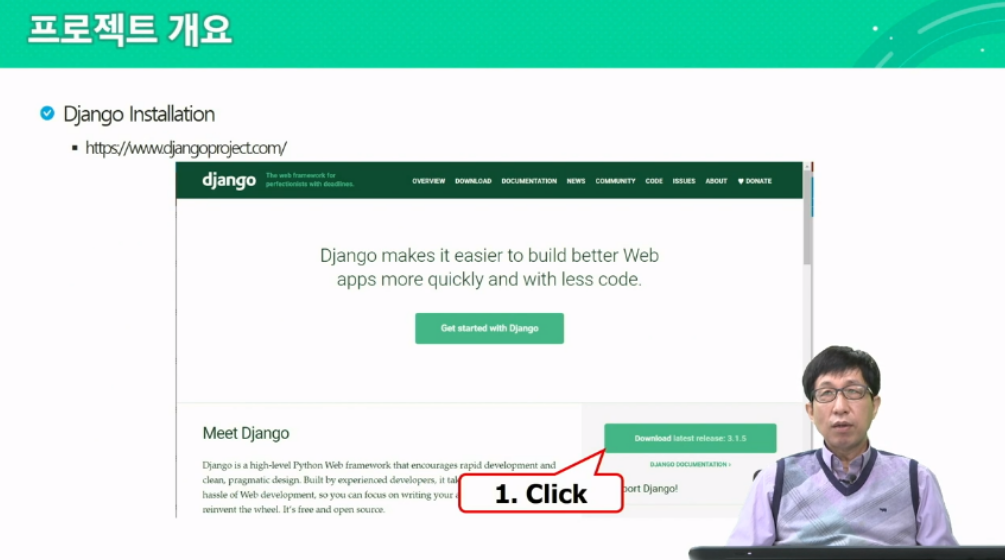 프로젝트 개요
Django Installation
https://www.djangoproject.com/
django
The web framework for
perfectionists with deadlines.
OVERVIEW DOWNLOAD DOCUMENTATION NEWS COMMUNITY CODE ISSUES ABOUT ♥ DONATE
Django makes it easier to build better Web
apps more quickly and with less code.
Get started with Django
Meet Django
Django is a high-level Python Web framework that encourages rapid development and
clean, pragmatic design. Built by experienced developers, it
hassle of Web development, so you can focus on writing your
reinvent the wheel. It's free and open source.
Download latest release: 3.1.5
DJANGO DOCUMENTATION ›
Django!
1. Click